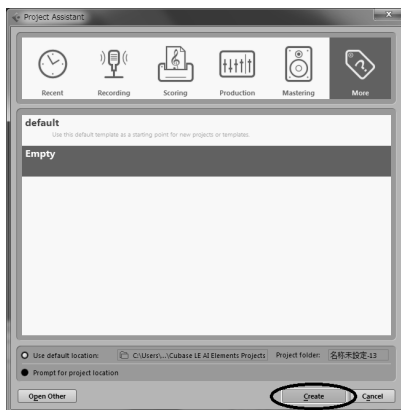 Project Assistant
Recent Recording Scoring Production Mastering More
default
Use this default template as a starting point for new projects or templates.
Empty
Use default location: C:\Users\...\Cubase LE AI Elements Projects Project folder: 名称未設定-13
Prompt for project location
Open Other Create Cancel